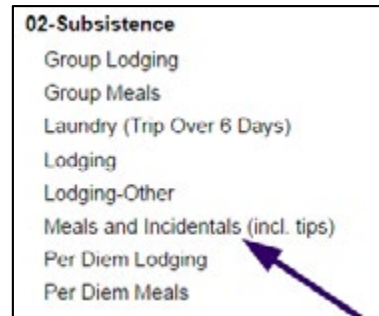 02-Subsistence
Group Lodging
Group Meals
Laundry (Trip Over 6 Days)
Lodging
Lodging-Other
Meals and Incidentals (incl. tips)
Per Diem Lodging
Per Diem Meals